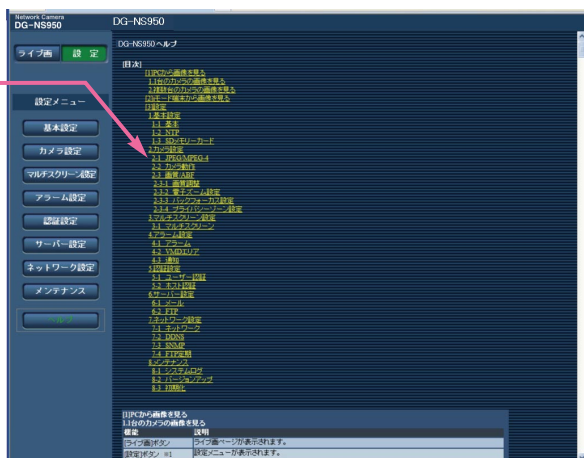 Network Camera
DG-NS950
DG-NS950
ライブ画
設 定
設定メニュー
基本設定
カメラ設定
マルチスクリーン設定
アラーム設定
認証設定
サーバー設定
ネットワーク設定
メンテナンス
ヘルプ
DG-NS950 ヘルプ
[目次]
[1]PCから画像を見る
1.1台のカメラの画像を見る
2.複数台のカメラの画像を見る
[2]iモード端末から画像を見る
[3]設定
1.基本設定
1-1 基本
1-2 NTP
1-3 SDメモリーカード
2.カメラ設定
2-1 JPEG/MPEG-4
2-2 カメラ動作
2-3 画質/ABF
2-3-1 画質調整
2-3-2 電子ズーム設定
2-3-3 バックフォーカス設定
2-3-4 プライバシーゾーン設定
3.マルチスクリーン設定
3-1 マルチスクリーン
4.アラーム設定
4-1 アラーム
4-2 VMDエリア
4-3 通知
5.認証設定
5-1 ユーザー認証
5-2 ホスト認証
6.サーバー設定
6-1 メール
6-2 FTP
7.ネットワーク設定
7-1 ネットワーク
7-2 DDNS
7-3 SNMP
7-4 FTP定期
8.メンテナンス
8-1 システムログ
8-2 バージョンアップ
8-3 初期化
[1]PCから画像を見る
1.1台のカメラの画像を見る
機能 説明
[ライブ画]ボタン ライブ画ページが表示されます。
[設定]ボタン ※1 設定メニューが表示されます。